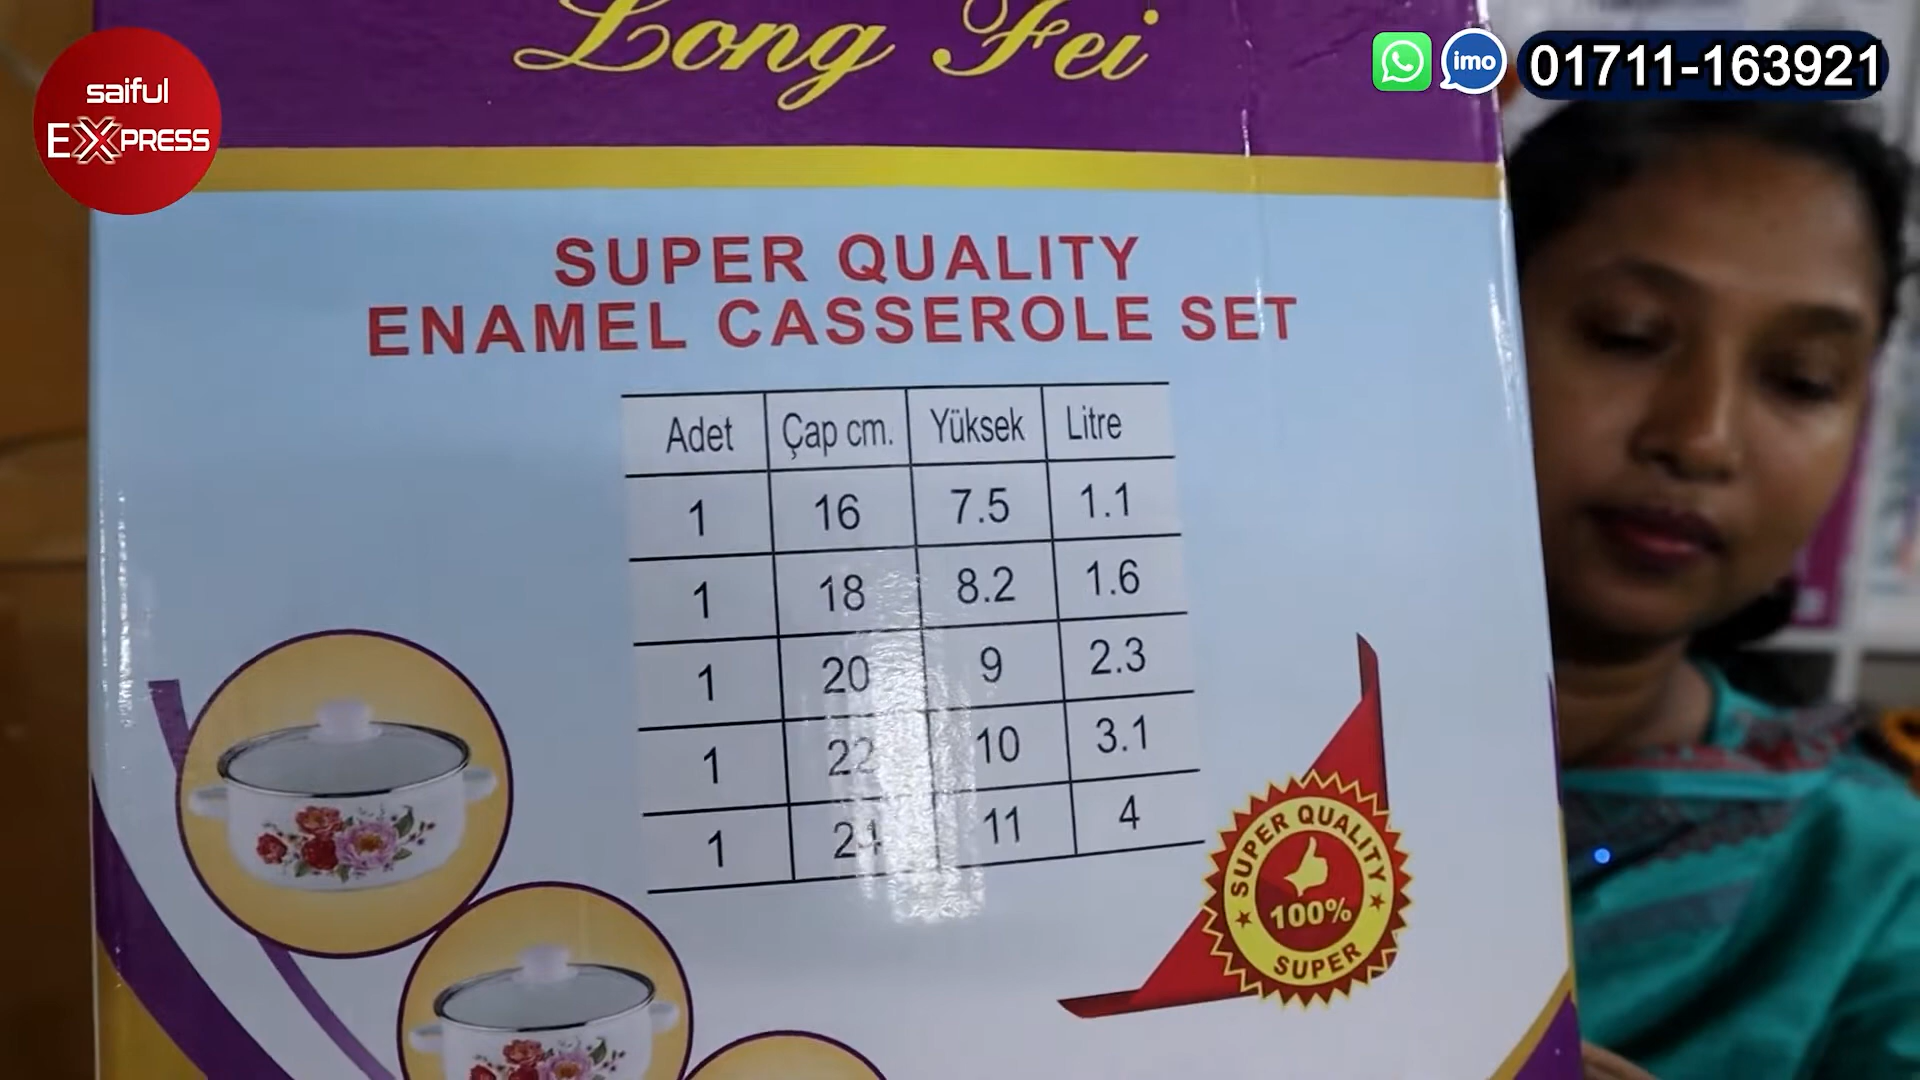 Long Fei
saiful
EXPRESS
imo
01711-163921
SUPER QUALITY
ENAMEL CASSEROLE SET
Adet Çap cm. Yüksek Litre
1 16 7.5 1.1
1 18 8.2 1.6
1 20 9 2.3
1 22 10 3.1
1 24 11 4
SUPER QUALITY
100%
SUPER